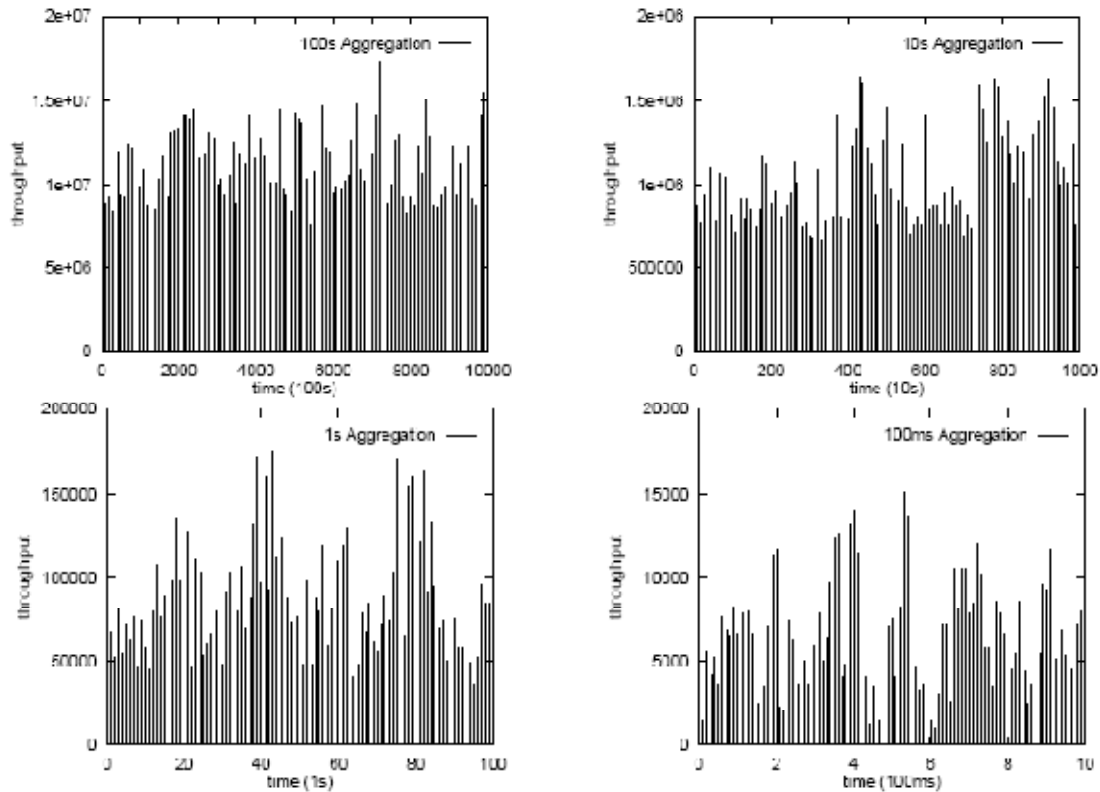 2e+07
100s Aggregation
1.5e+07
1e+07
5e+06
0
throughput
0 2000 4000 6000 8000 10000
time (100s)
2e+06
10s Aggregation
1.5e+06
1e+06
500000
0
throughput
0 200 400 600 800 1000
time (10s)
200000
1s Aggregation
150000
100000
50000
0
throughput
0 20 40 60 80 100
time (1s)
20000
100ms Aggregation
15000
10000
5000
0
throughput
0 2 4 6 8 10
time (100ms)